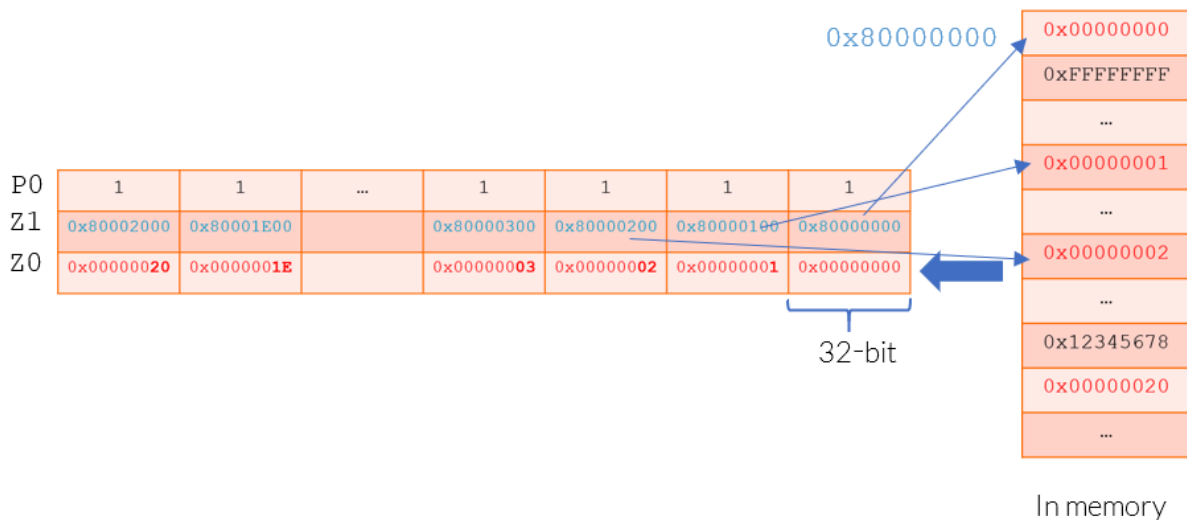 0x80000000
0x00000000
0xFFFFFFFF
…
0x00000001
…
0x00000002
…
0x12345678
0x00000020
…
In memory
P0 1 1 … 1 1 1 1
Z1 0x80002000 0x80001E00 0x80000300 0x80000200 0x80000100 0x80000000
Z0 0x00000020 0x0000001E 0x00000003 0x00000002 0x00000001 0x00000000
32-bit